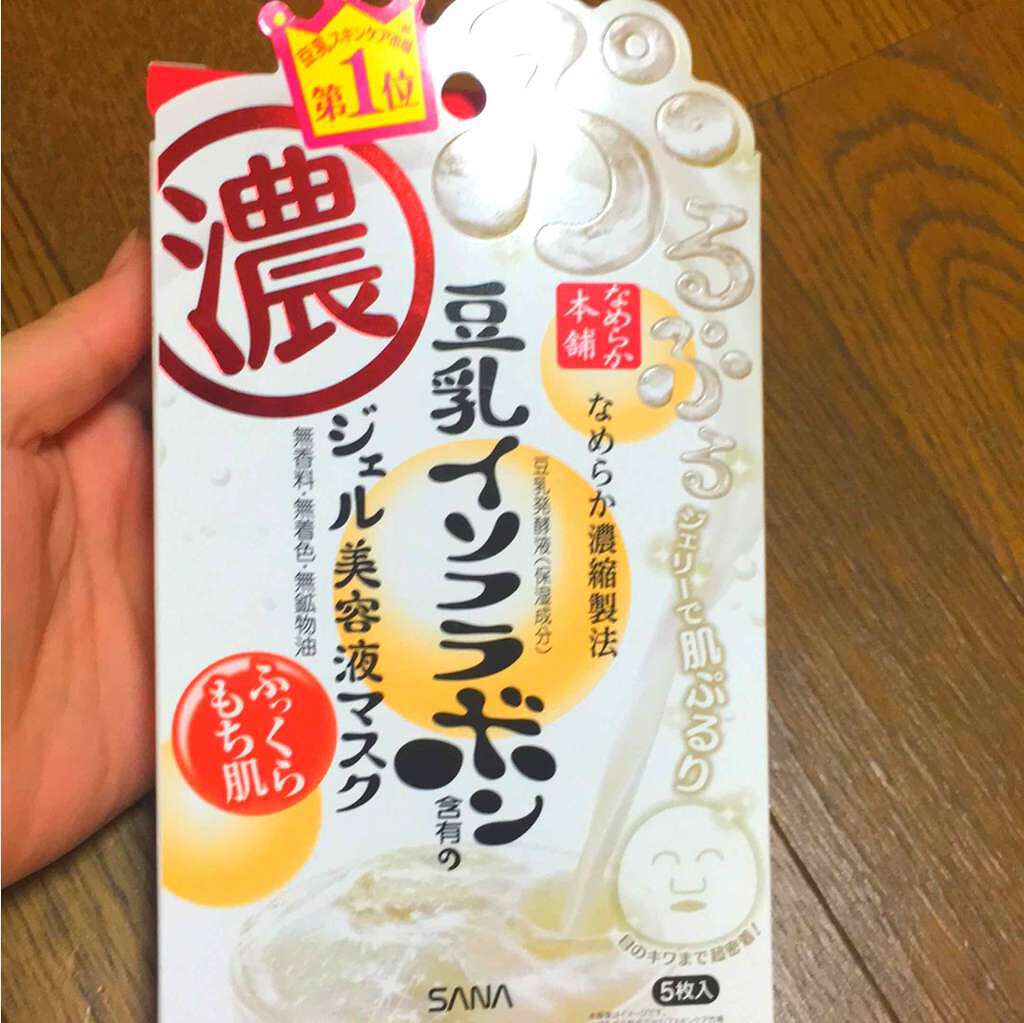 豆乳スキンケア市場※
第1位
濃
ぷるぷる
ジェリーで肌ぷるり
なめらか
本舗
なめらか濃縮製法
豆乳発酵液(保湿成分)
豆乳イソフラボン
含有の
ジェル美容液マスク
無香料・無着色・無鉱物油
ふっくら
もち肌
目のキワまで超密着!
SANA
5枚入